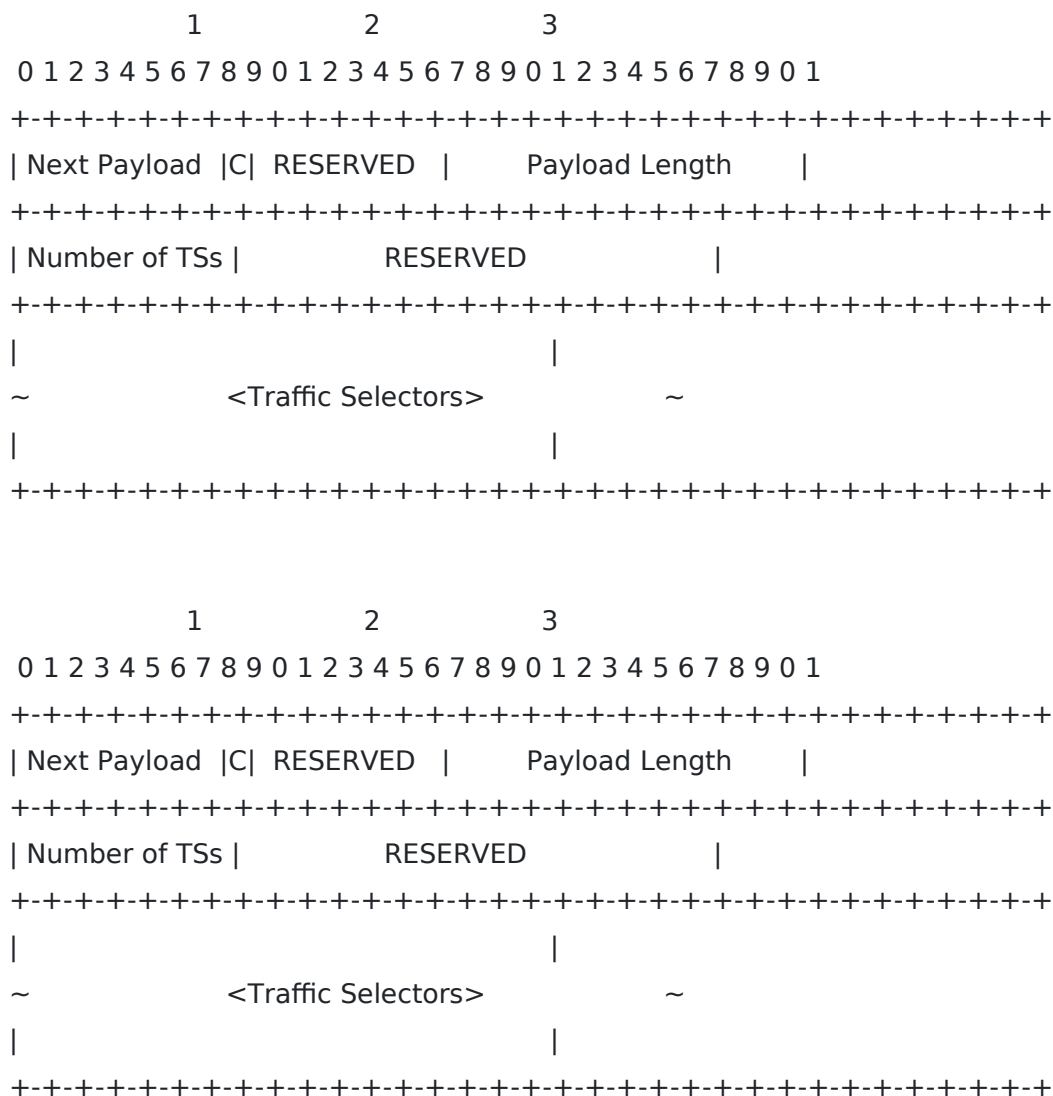 1 2 3
0 1 2 3 4 5 6 7 8 9 0 1 2 3 4 5 6 7 8 9 0 1 2 3 4 5 6 7 8 9 0 1
+-+-+-+-+-+-+-+-+-+-+-+-+-+-+-+-+-+-+-+-+-+-+-+-+-+-+-+-+-+-+-+-+
| Next Payload |C| RESERVED | Payload Length |
+-+-+-+-+-+-+-+-+-+-+-+-+-+-+-+-+-+-+-+-+-+-+-+-+-+-+-+-+-+-+-+-+
| Number of TSs | RESERVED |
+-+-+-+-+-+-+-+-+-+-+-+-+-+-+-+-+-+-+-+-+-+-+-+-+-+-+-+-+-+-+-+-+
| |
~ <Traffic Selectors> ~
| |
+-+-+-+-+-+-+-+-+-+-+-+-+-+-+-+-+-+-+-+-+-+-+-+-+-+-+-+-+-+-+-+-+
1 2 3
0 1 2 3 4 5 6 7 8 9 0 1 2 3 4 5 6 7 8 9 0 1 2 3 4 5 6 7 8 9 0 1
+-+-+-+-+-+-+-+-+-+-+-+-+-+-+-+-+-+-+-+-+-+-+-+-+-+-+-+-+-+-+-+-+
| Next Payload |C| RESERVED | Payload Length |
+-+-+-+-+-+-+-+-+-+-+-+-+-+-+-+-+-+-+-+-+-+-+-+-+-+-+-+-+-+-+-+-+
| Number of TSs | RESERVED |
+-+-+-+-+-+-+-+-+-+-+-+-+-+-+-+-+-+-+-+-+-+-+-+-+-+-+-+-+-+-+-+-+
| |
~ <Traffic Selectors> ~
| |
+-+-+-+-+-+-+-+-+-+-+-+-+-+-+-+-+-+-+-+-+-+-+-+-+-+-+-+-+-+-+-+-+